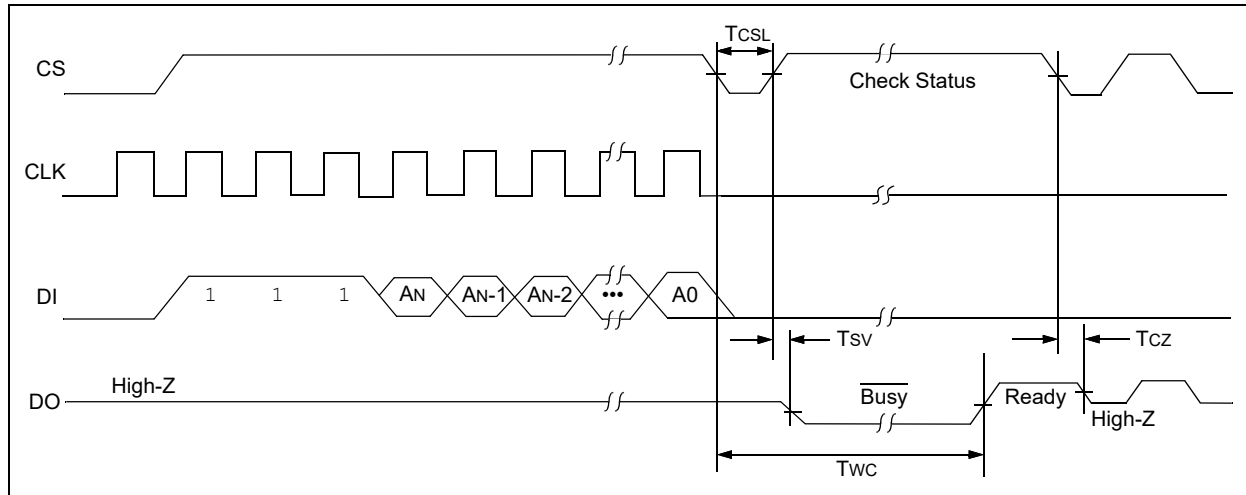 TCSL
CS
Check Status
CLK
DI
1 1 1 AN AN-1 AN-2 ••• A0
TSV
TCZ
DO
High-Z
Busy
Ready
High-Z
TWC